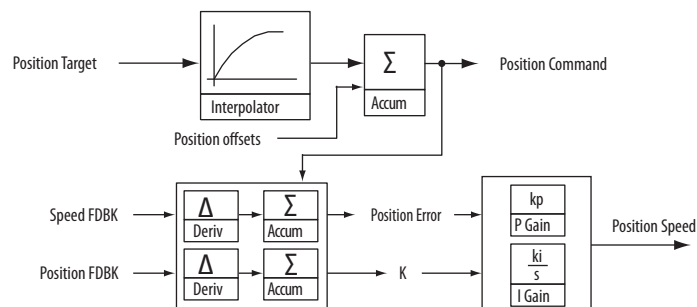 Position Target
Interpolator
Σ
Accum
Position Command
Position offsets
Speed FDBK
Δ
Deriv
Σ
Accum
Position Error
kp
P Gain
Position Speed
Position FDBK
Δ
Deriv
Σ
Accum
K
ki
s
I Gain